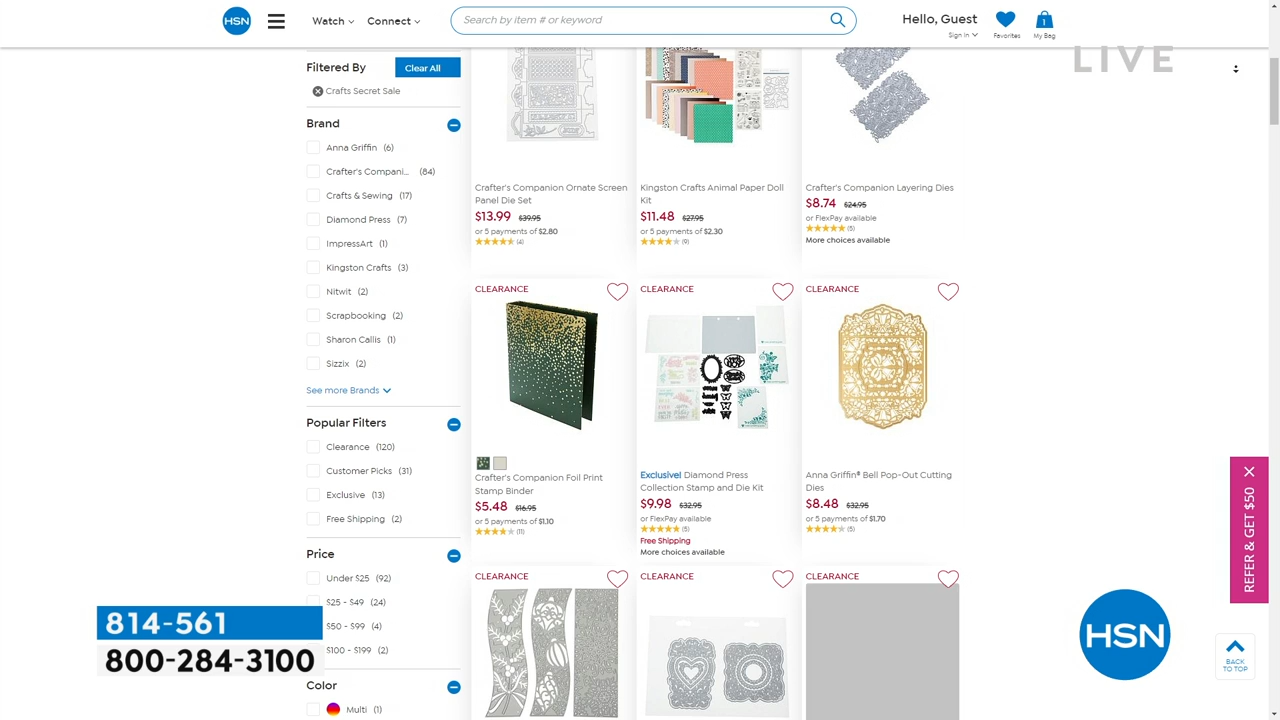 HSN
Watch
Connect
Search by item # or keyword
Hello, Guest
Sign In
Favorites
1
My Bag
LIVE
Filtered By
Clear All
Crafts Secret Sale
Brand
Anna Griffin (6)
Crafter's Compani... (84)
Crafts & Sewing (17)
Diamond Press (7)
ImpressArt (1)
Kingston Crafts (3)
Nitwit (2)
Scrapbooking (2)
Sharon Callis (1)
Sizzix (2)
See more Brands
Popular Filters
Clearance (120)
Customer Picks (31)
Exclusive (13)
Free Shipping (2)
Price
Under $25 (92)
$25 - $49 (24)
$50 - $99 (4)
$100 - $199 (2)
Color
Multi (1)
Crafter's Companion Ornate Screen
Panel Die Set
$13.99 $39.95
or 5 payments of $2.80
(4)
Kingston Crafts Animal Paper Doll
Kit
$11.48 $27.95
or 5 payments of $2.30
(9)
Crafter's Companion Layering Dies
$8.74 $24.95
or FlexPay available
(5)
More choices available
CLEARANCE
Crafter's Companion Foil Print
Stamp Binder
$5.48 $16.95
or 5 payments of $1.10
(11)
CLEARANCE
Exclusive! Diamond Press
Collection Stamp and Die Kit
$9.98 $32.95
or FlexPay available
(5)
Free Shipping
More choices available
CLEARANCE
Anna Griffin® Bell Pop-Out Cutting
Dies
$8.48 $32.95
or 5 payments of $1.70
(5)
CLEARANCE
CLEARANCE
CLEARANCE
REFER & GET $50
814-561
800-284-3100
HSN
BACK
TO TOP